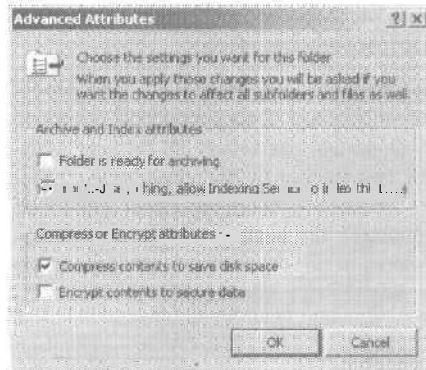 Advanced Attributes
Choose the settings you want for this folder
When you apply these changes you will be asked if you
want the changes to affect all subfolders and files as well.
Archive and Index attributes
Folder is ready for archiving
allow Indexing
Compress or Encrypt attributes
Compress contents to save disk space
Encrypt contents to secure data
OK
Cancel